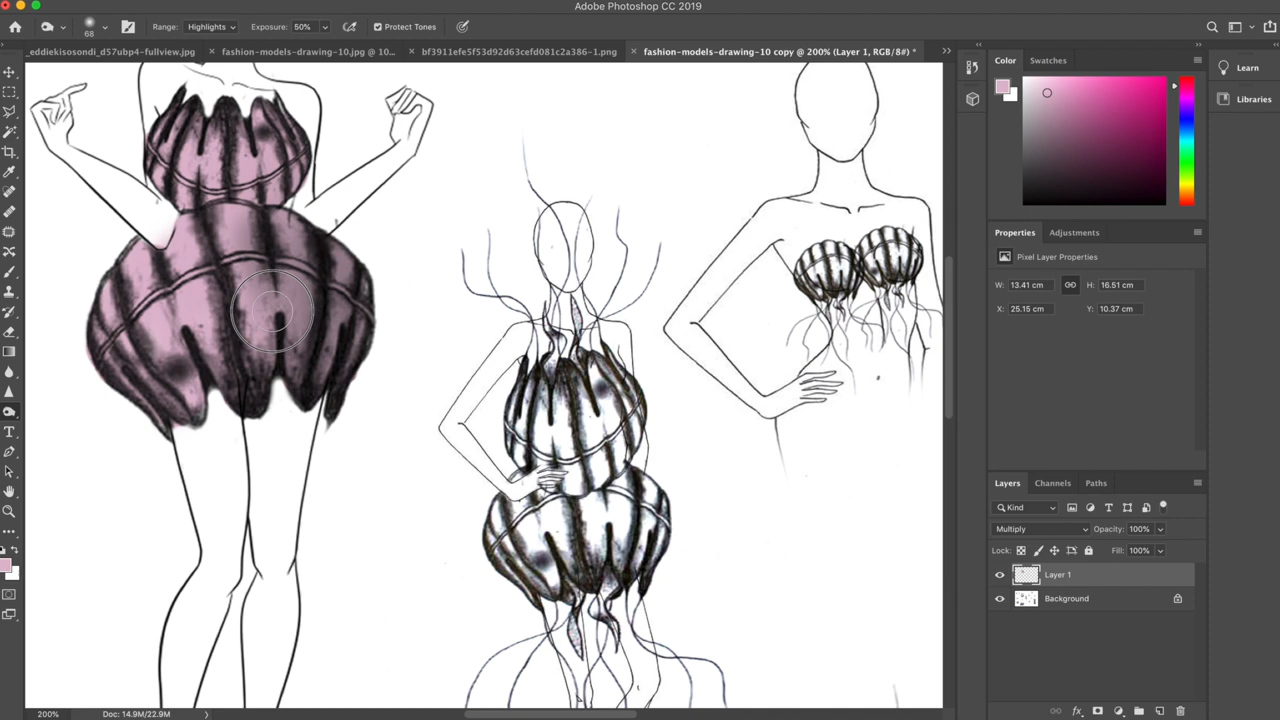 Adobe Photoshop CC 2019
68
Range: Highlights
Exposure: 50%
Protect Tones
_eddiekisosondi_d57ubp4-fullview.jpg
fashion-models-drawing-10.jpg @ 10...
bf3911efe5f53d92d63cefd081c2a386-1.png
fashion-models-drawing-10 copy @ 200% (Layer 1, RGB/8#) *
Color
Swatches
Learn
Libraries
Properties
Adjustments
Pixel Layer Properties
W: 13.41 cm
H: 16.51 cm
X: 25.15 cm
Y: 10.37 cm
Layers
Channels
Paths
Kind
Multiply
Opacity: 100%
Lock:
Fill: 100%
Layer 1
Background
200%
Doc: 14.9M/22.9M